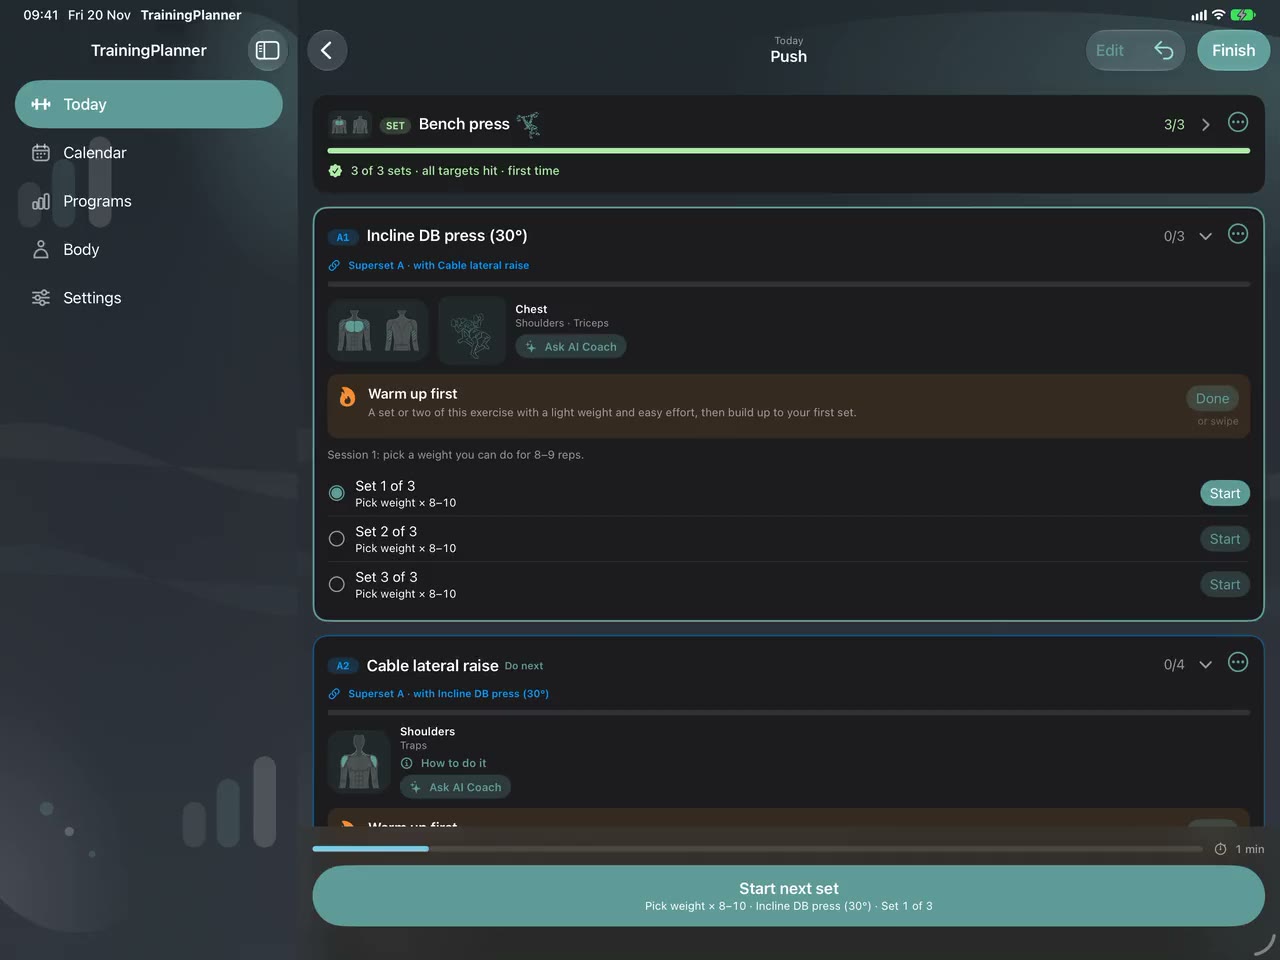 09:41 Fri 20 Nov TrainingPlanner
TrainingPlanner
Today
Calendar
Programs
Body
Settings
Today
Push
Edit
Finish
SET Bench press
3/3
3 of 3 sets · all targets hit · first time
A1 Incline DB press (30°)
0/3
Superset A · with Cable lateral raise
Chest
Shoulders · Triceps
Ask AI Coach
Warm up first
A set or two of this exercise with a light weight and easy effort, then build up to your first set.
Done
or swipe
Session 1: pick a weight you can do for 8–9 reps.
Set 1 of 3
Pick weight × 8–10
Start
Set 2 of 3
Pick weight × 8–10
Start
Set 3 of 3
Pick weight × 8–10
Start
A2 Cable lateral raise Do next
0/4
Superset A · with Incline DB press (30°)
Shoulders
Traps
How to do it
Ask AI Coach
Warm up first
1 min
Start next set
Pick weight × 8–10 · Incline DB press (30°) · Set 1 of 3